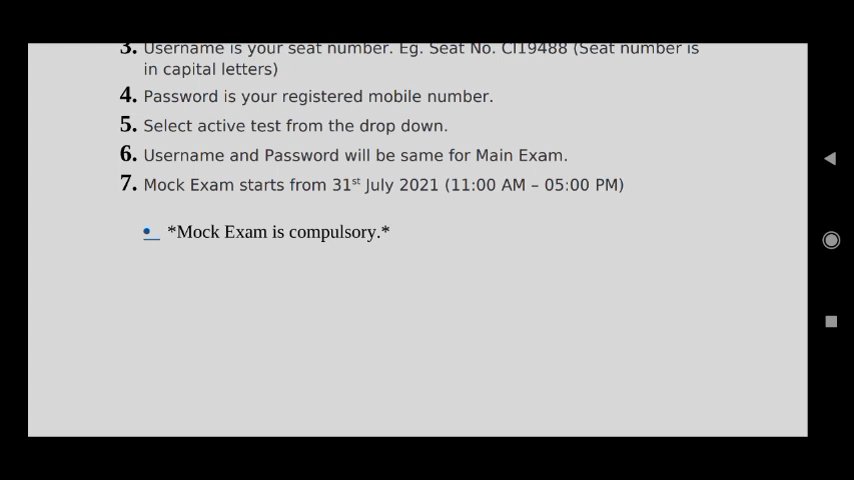 3. Username is your seat number. Eg. Seat No. CI19488 (Seat number is
in capital letters)
4. Password is your registered mobile number.
5. Select active test from the drop down.
6. Username and Password will be same for Main Exam.
7. Mock Exam starts from 31st July 2021 (11:00 AM – 05:00 PM)
• *Mock Exam is compulsory.*